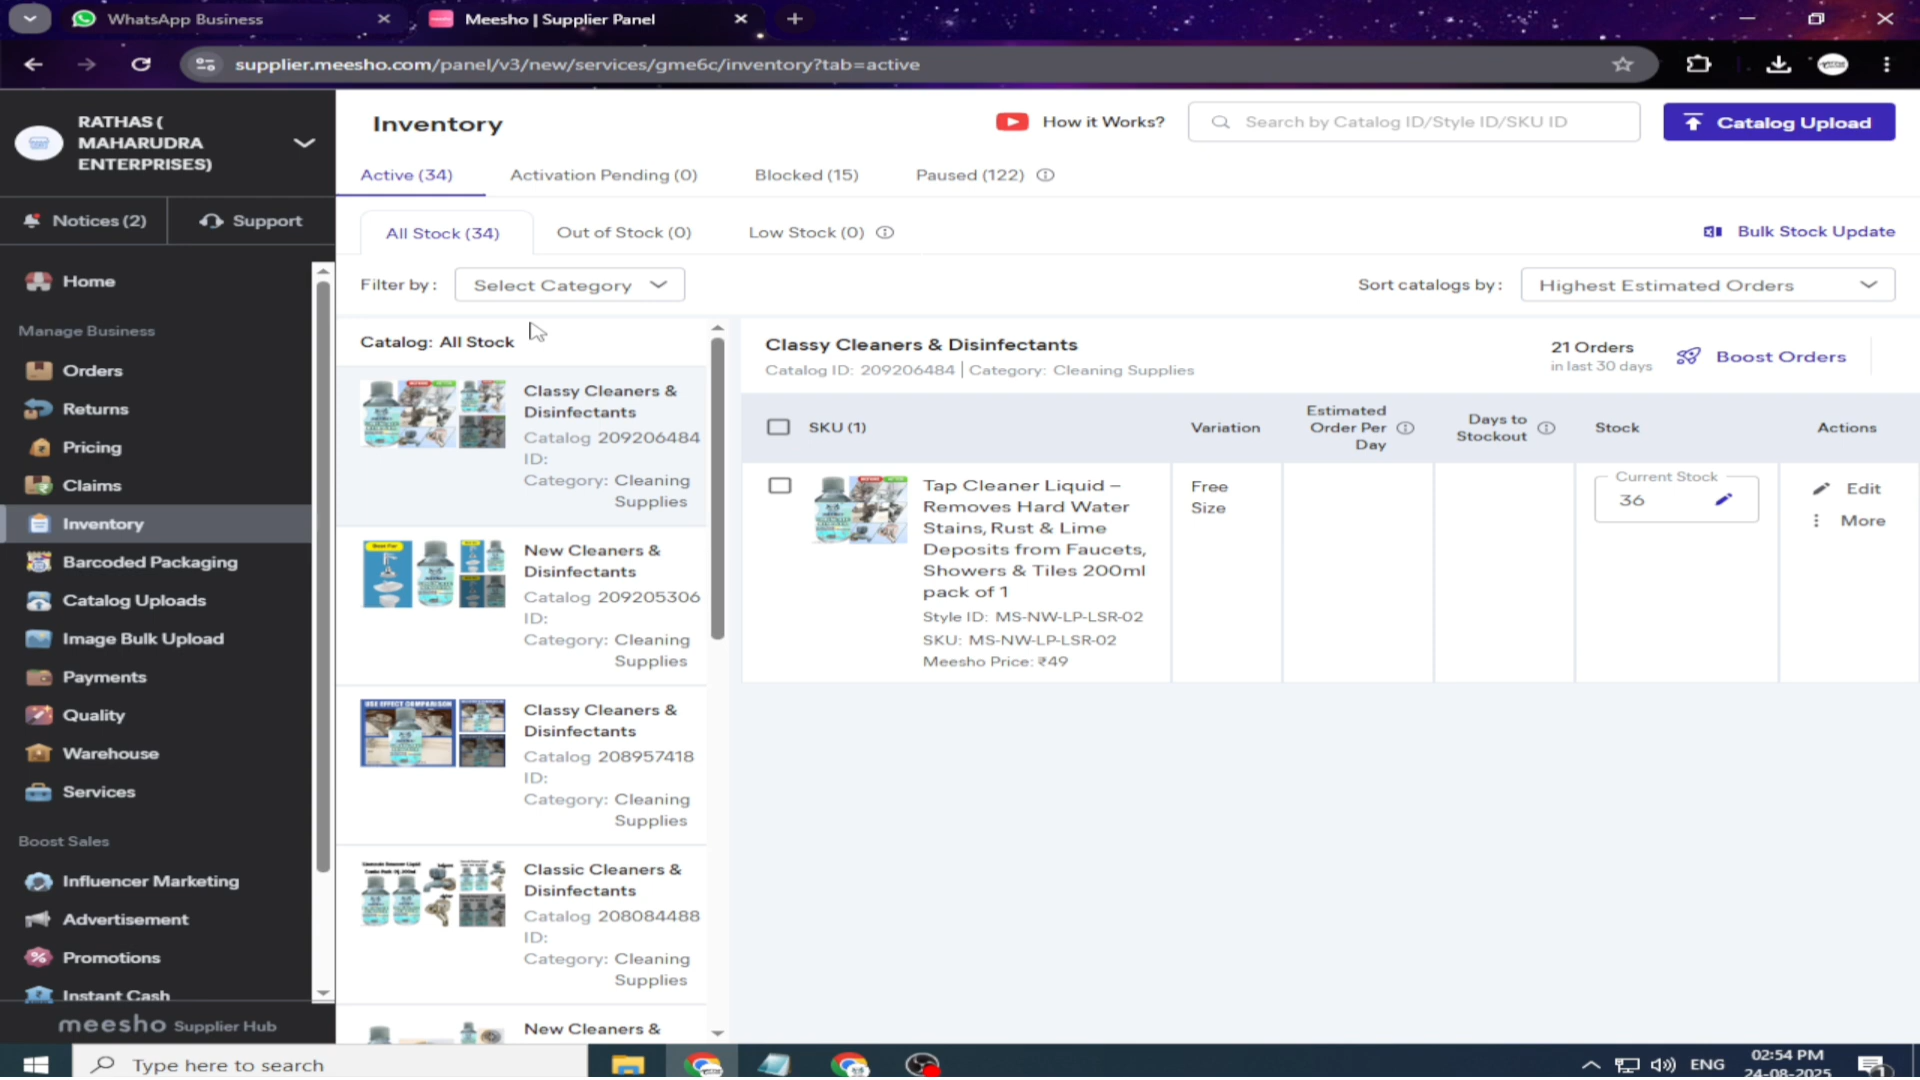 WhatsApp Business
Meesho | Supplier Panel
supplier.meesho.com/panel/v3/new/services/gme6c/inventory?tab=active
RATHAS (
MAHARUDRA
ENTERPRISES)
Notices (2)
Support
Home
Manage Business
Orders
Returns
Pricing
Claims
Inventory
Barcoded Packaging
Catalog Uploads
Image Bulk Upload
Payments
Quality
Warehouse
Services
Boost Sales
Influencer Marketing
Advertisement
Promotions
Instant Cash
meesho Supplier Hub
Inventory
How it Works?
Search by Catalog ID/Style ID/SKU ID
Catalog Upload
Active (34)
Activation Pending (0)
Blocked (15)
Paused (122)
All Stock (34)
Out of Stock (0)
Low Stock (0)
Bulk Stock Update
Filter by:
Select Category
Sort catalogs by:
Highest Estimated Orders
Catalog: All Stock
Classy Cleaners &
Disinfectants
Catalog 209206484
ID:
Category: Cleaning
Supplies
New Cleaners &
Disinfectants
Catalog 209205306
ID:
Category: Cleaning
Supplies
USE EFFECT COMPARISON
Classy Cleaners &
Disinfectants
Catalog 208957418
ID:
Category: Cleaning
Supplies
Classic Cleaners &
Disinfectants
Catalog 208084488
ID:
Category: Cleaning
Supplies
New Cleaners &
Classy Cleaners & Disinfectants
Catalog ID: 209206484 | Category: Cleaning Supplies
21 Orders
in last 30 days
Boost Orders
SKU (1)
Variation
Estimated
Order Per
Day
Days to
Stockout
Stock
Actions
Tap Cleaner Liquid –
Removes Hard Water
Stains, Rust & Lime
Deposits from Faucets,
Showers & Tiles 200ml
pack of 1
Style ID: MS-NW-LP-LSR-02
SKU: MS-NW-LP-LSR-02
Meesho Price: ₹49
Free
Size
Current Stock
36
Edit
More
Type here to search
ENG
02:54 PM
24-08-2025
1